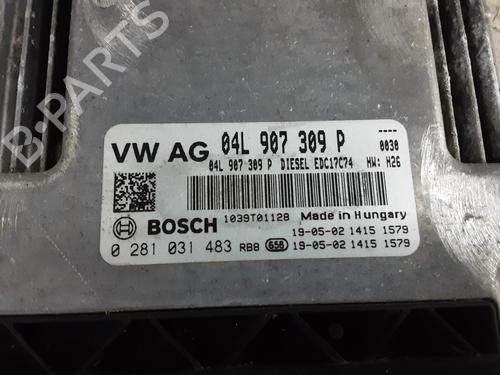 VW AG 04L 907 309 P ----
0030
04L 907 309 P DIESEL EDC17C74 HW: H26
BOSCH 1039T01128 Made in Hungary
19-05-02 1415 1579
0 281 031 483 RBB 658 19-05-02 1415 1579
B-PARTS